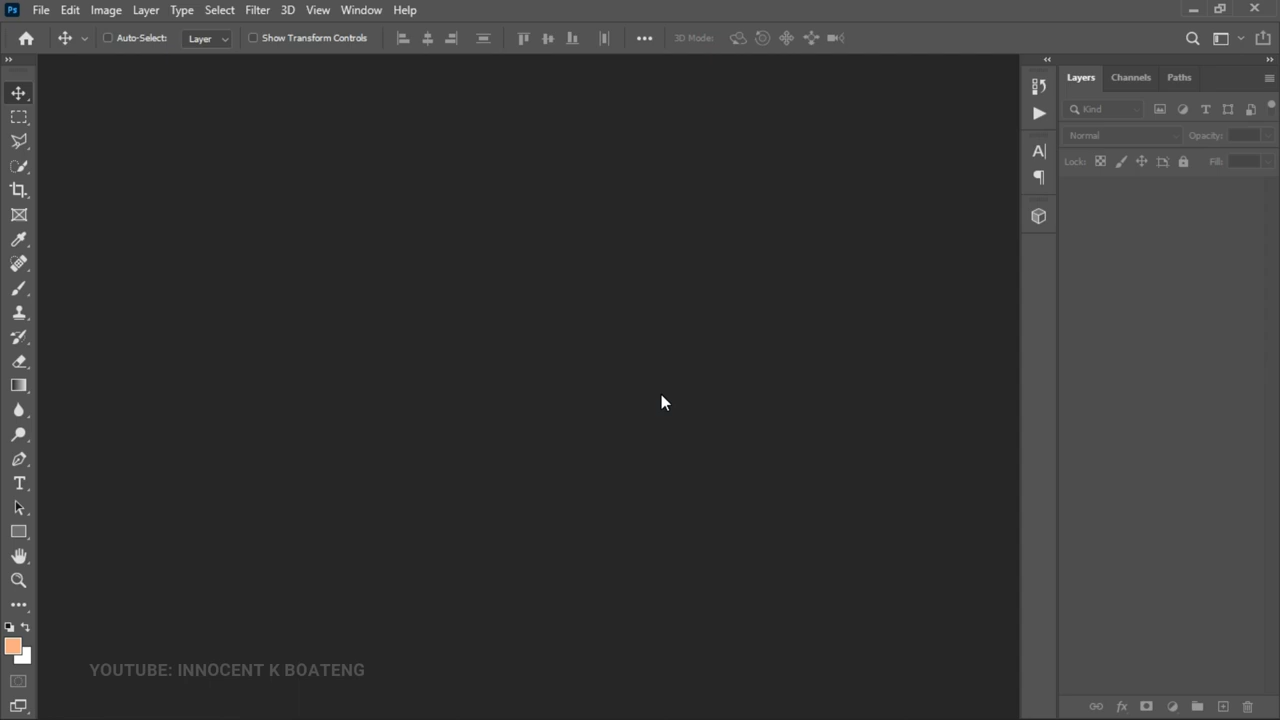 Ps File Edit Image Layer Type Select Filter 3D View Window Help
Auto-Select: Layer Show Transform Controls 3D Mode:
Layers Channels Paths
Kind
Normal Opacity:
Lock: Fill:
YOUTUBE: INNOCENT K BOATENG